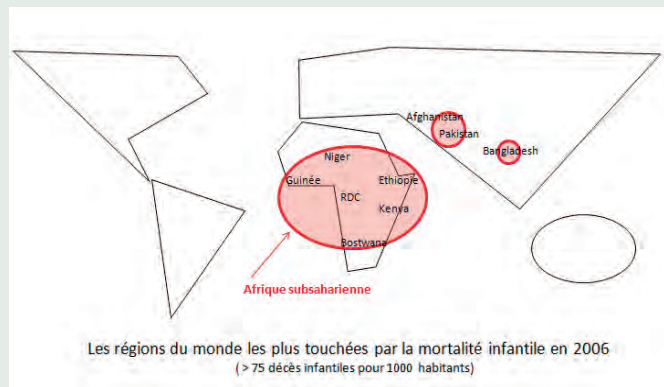 Afghanistan
Pakistan
Bangladesh
Niger
Guinée
Ethiopie
RDC
Kenya
Bostwana
Afrique subsaharienne
Les régions du monde les plus touchées par la mortalité infantile en 2006
( > 75 décès infantiles pour 1000 habitants)